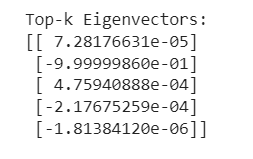 Top-k Eigenvectors:
[[ 7.28176631e-05]
 [-9.99999860e-01]
 [ 4.75940888e-04]
 [-2.17675259e-04]
 [-1.81384120e-06]]